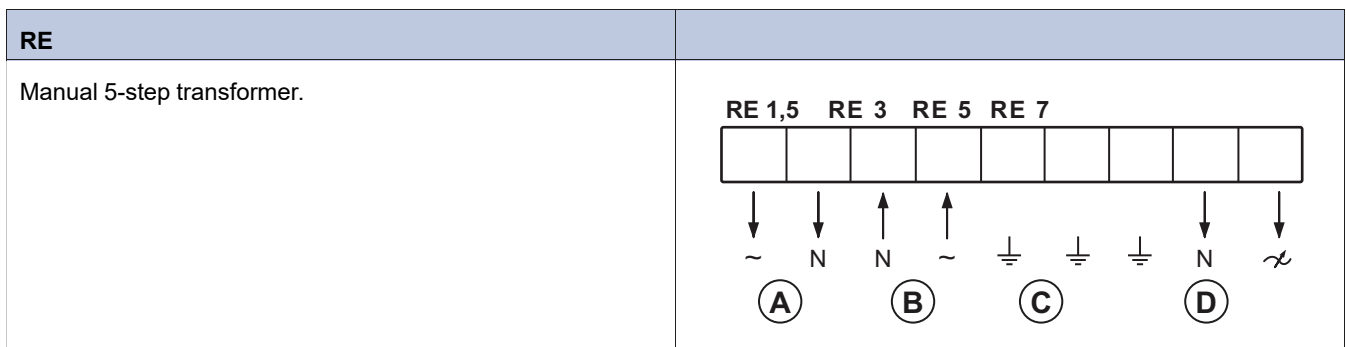 RE
Manual 5-step transformer.
RE 1,5 RE 3 RE 5 RE 7
~ N N ~ N
A B C D